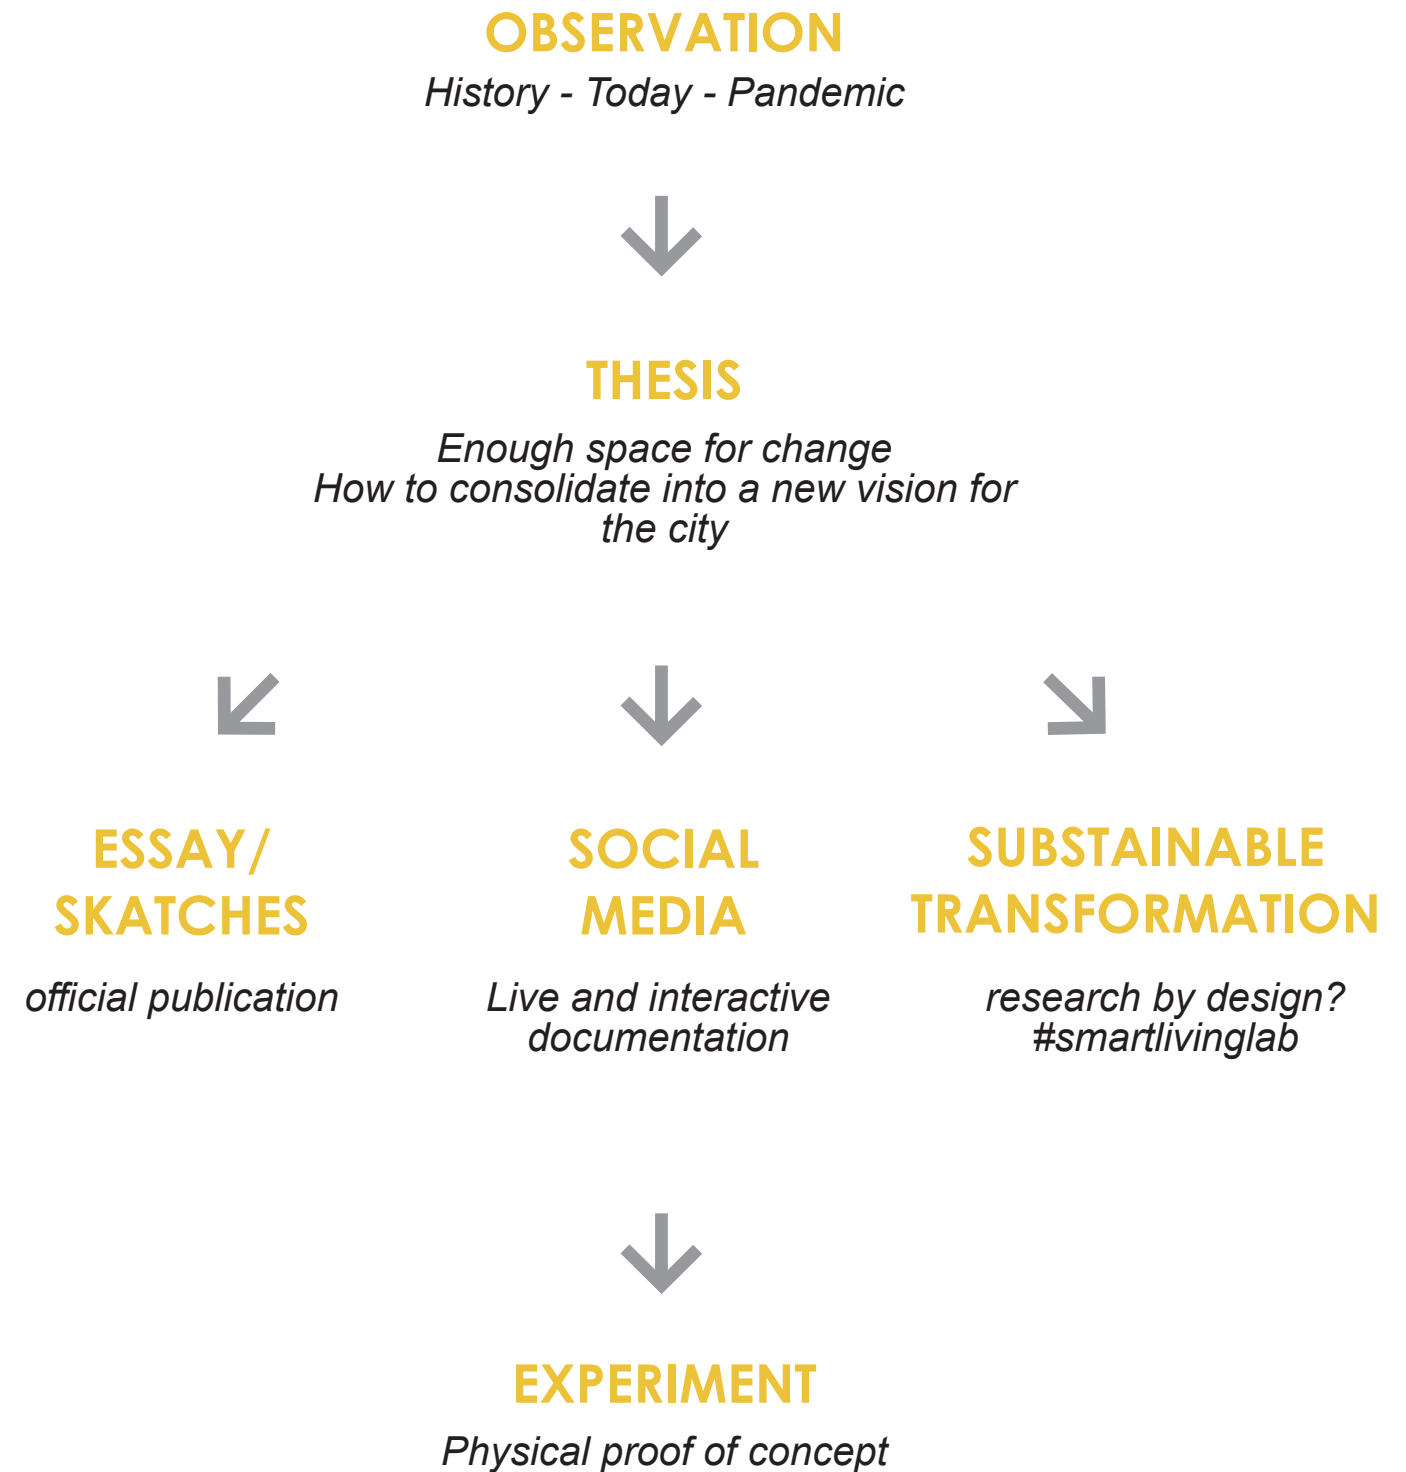 OBSERVATION
History - Today - Pandemic
THESIS
Enough space for change
How to consolidate into a new vision for
the city
ESSAY/
SKATCHES
official publication
SOCIAL
MEDIA
Live and interactive
documentation
SUBSTAINABLE
TRANSFORMATION
research by design?
#smartlivinglab
EXPERIMENT
Physical proof of concept